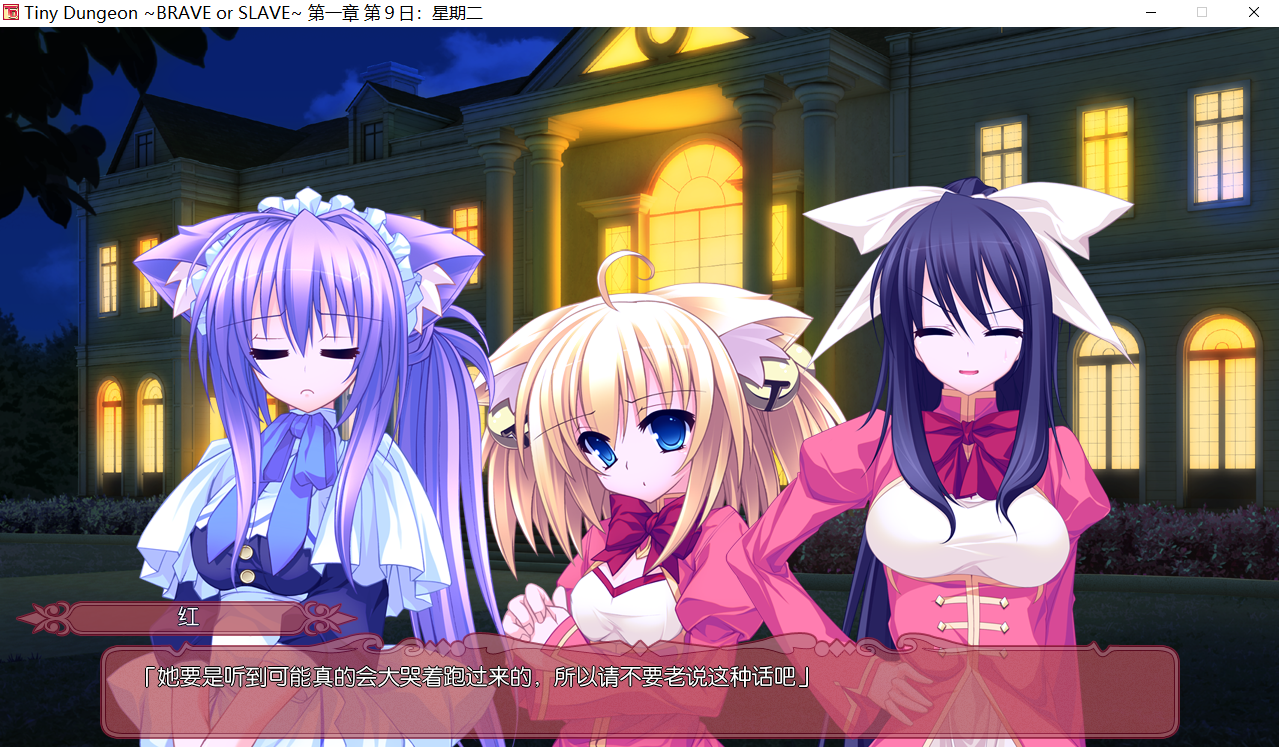 Tiny Dungeon ~BRAVE or SLAVE~ 第一章 第９日：星期二
红
「她要是听到可能真的会大哭着跑过来的，所以请不要老说这种话吧」